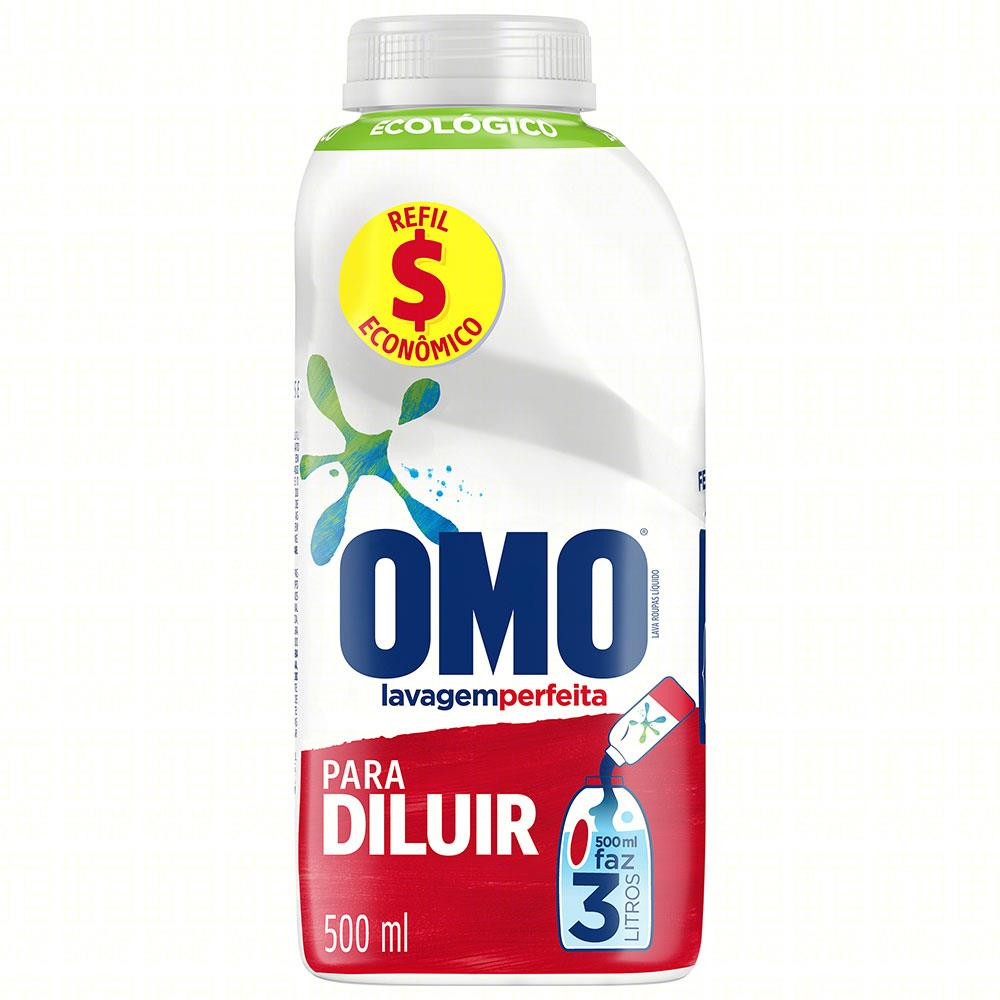 ECOLÓGICO
REFIL
$
ECONÔMICO
OMO®
LAVA ROUPAS LÍQUIDO
lavagemperfeita
PARA
DILUIR
500 ml
faz
3
LITROS
500 ml